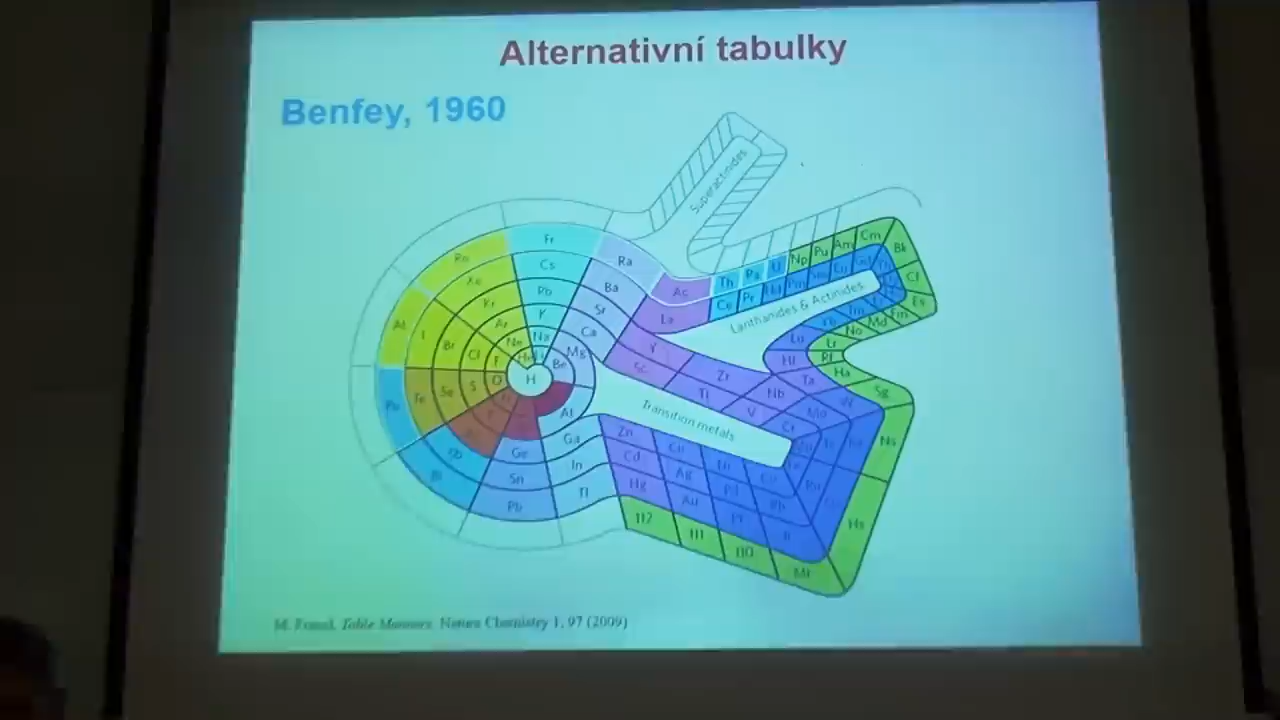 Alternativní tabulky
Benfey, 1960
Superactinides
Fr
Ra
Rn
Cs
Ba
Ac
Th
Pa
U
Np
Pu
Am
Cm
Bk
Xe
Rb
Sr
La
Ce
Pr
Cf
Es
Lanthanides & Actinides
At
I
Kr
K
Ca
Y
Fm
Md
No
Lr
Br
Ar
Na
Mg
Sc
Zr
Lu
Rf
Cl
Ne
He
Be
Ti
Nb
Ta
Ha
F
H
V
W
Sg
Po
Te
Se
S
O
Al
Transition metals
Cr
Mo
Ns
Ga
Zn
Cu
Sb
Ge
In
Cd
Ag
Bi
Sn
Tl
Hg
Au
Pd
Rh
Pb
112
111
110
Pt
Mt
Hs
Table Manners. Nature Chemistry 1, 97 (2009)